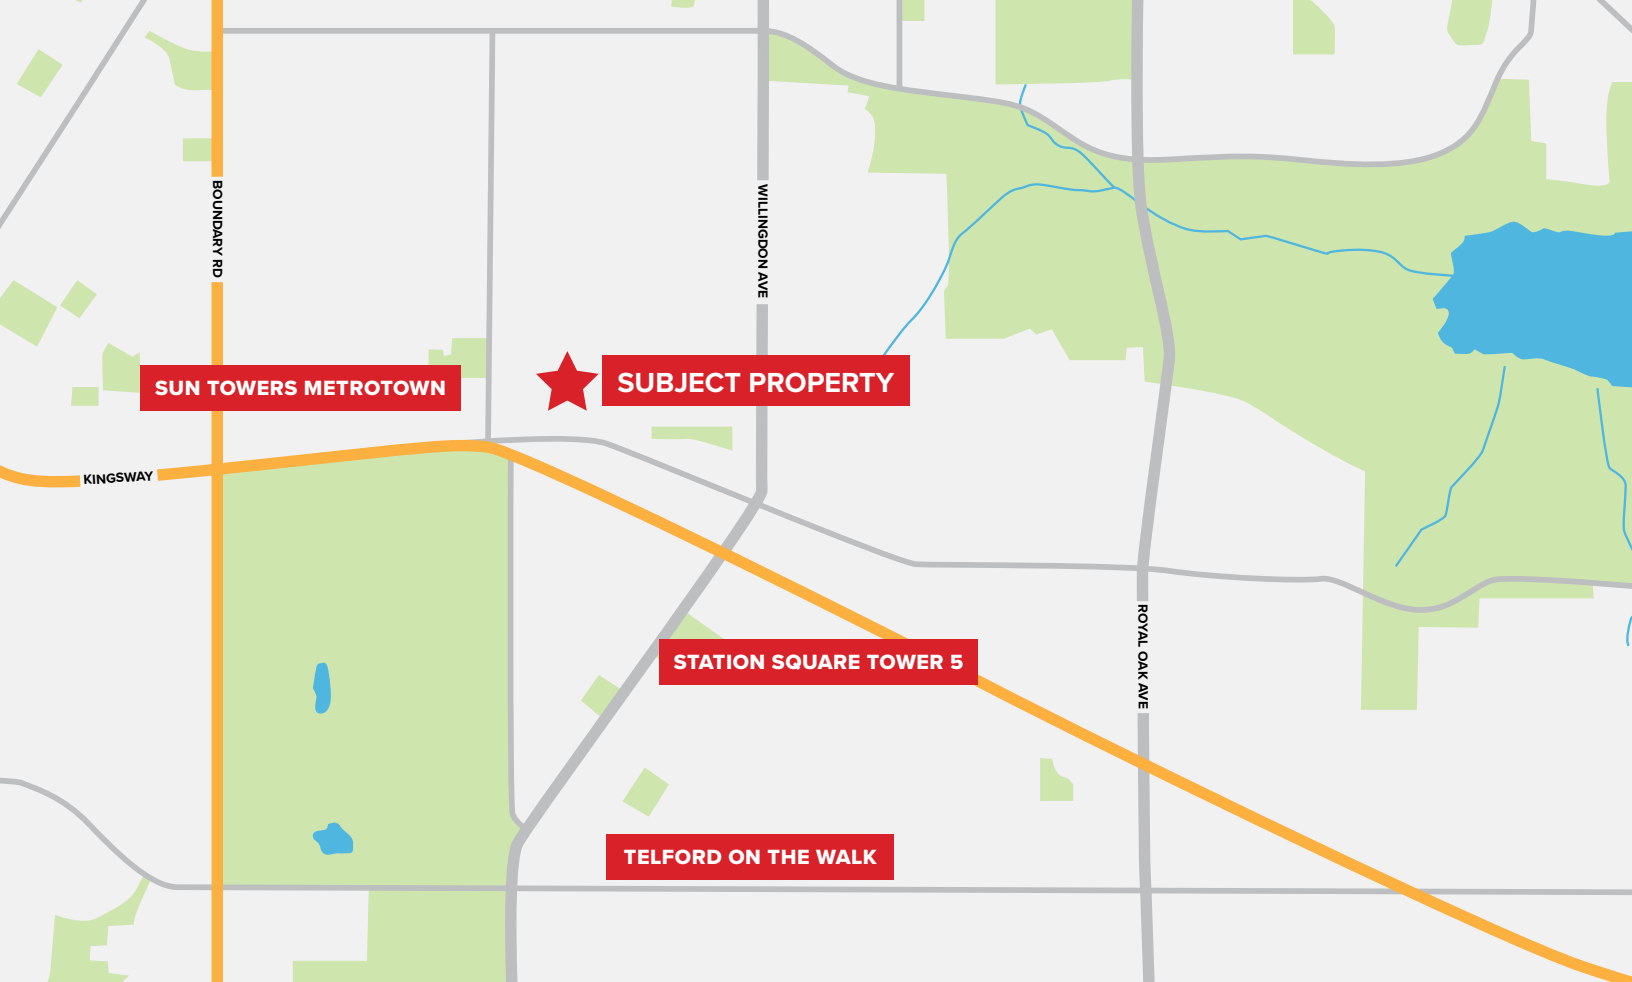 BOUNDARY RD
WILLINGDON AVE
SUN TOWERS METROTOWN
SUBJECT PROPERTY
KINGSWAY
STATION SQUARE TOWER 5
ROYAL OAK AVE
TELFORD ON THE WALK